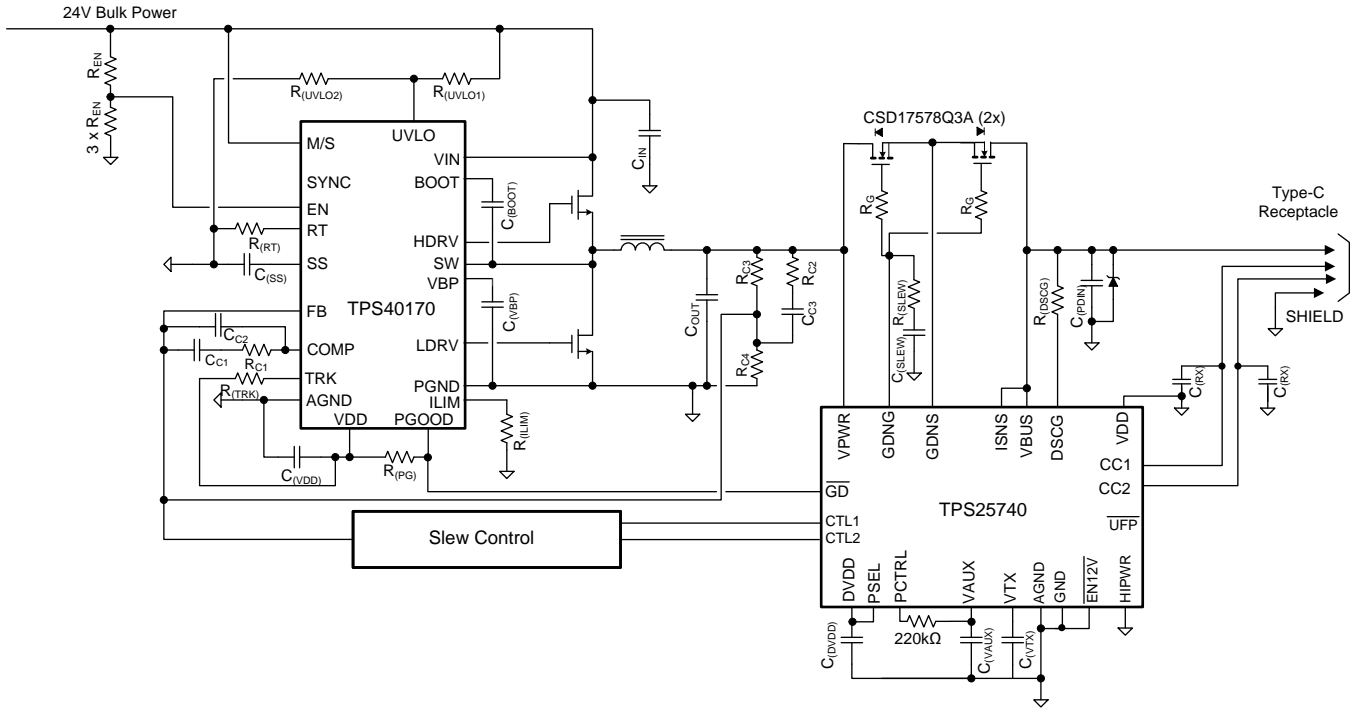 24V Bulk Power
R_EN
3 x R_EN
R_(UVLO2)
R_(UVLO1)
UVLO
M/S
VIN
C_IN
SYNC
BOOT
C_(BOOT)
EN
RT
R_(RT)
HDRV
SS
C_(SS)
SW
VBP
C_(VBP)
FB
TPS40170
C_C2
COMP
C_C1
R_C1
LDRV
TRK
R_(TRK)
PGND
AGND
ILIM
R_(ILIM)
VDD
PGOOD
C_(VDD)
R_(PG)
C_OUT
R_C3
R_C2
C_C3
R_C4
CSD17578Q3A (2x)
R_G
R_G
R_(SLEW)
C_(SLEW)
R_(DSCG)
C_(PDIN)
Type-C
Receptacle
SHIELD
C_(RX)
C_(RX)
VPWR
GDNG
GDNS
ISNS
VBUS
DSCG
VDD
CC1
CC2
GD
TPS25740
UFP
CTL1
CTL2
Slew Control
DVDD
PSEL
PCTRL
VAUX
VTX
AGND
GND
EN12V
HIPWR
220kΩ
C_(DVDD)
C_(VAUX)
C_(VTX)